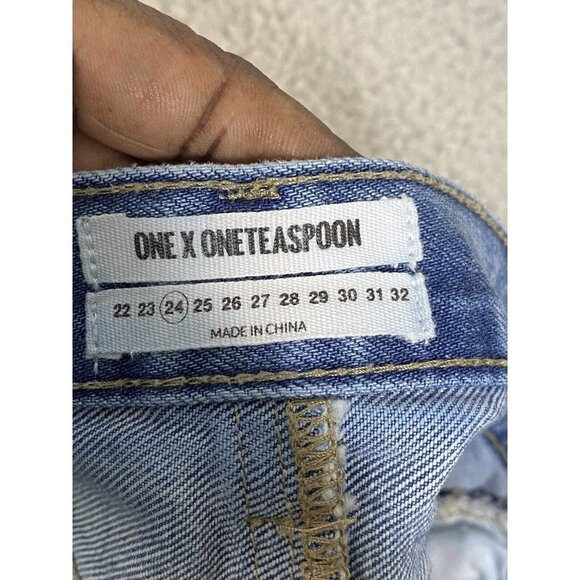 ONE X ONETEASPOON
22 23 24 25 26 27 28 29 30 31 32
MADE IN CHINA